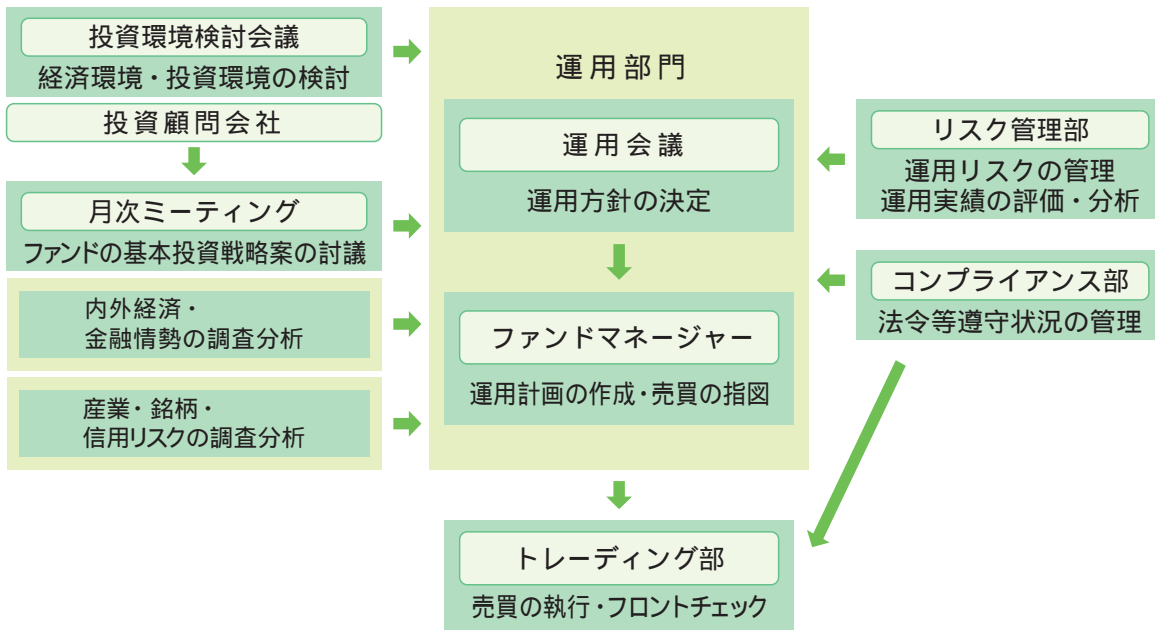 投資環境検討会議
経済環境・投資環境の検討
投資顧問会社
月次ミーティング
ファンドの基本投資戦略案の討議
内外経済・
金融情勢の調査分析
産業・銘柄・
信用リスクの調査分析
運用部門
運用会議
運用方針の決定
ファンドマネージャー
運用計画の作成・売買の指図
トレーディング部
売買の執行・フロントチェック
リスク管理部
運用リスクの管理
運用実績の評価・分析
コンプライアンス部
法令等遵守状況の管理